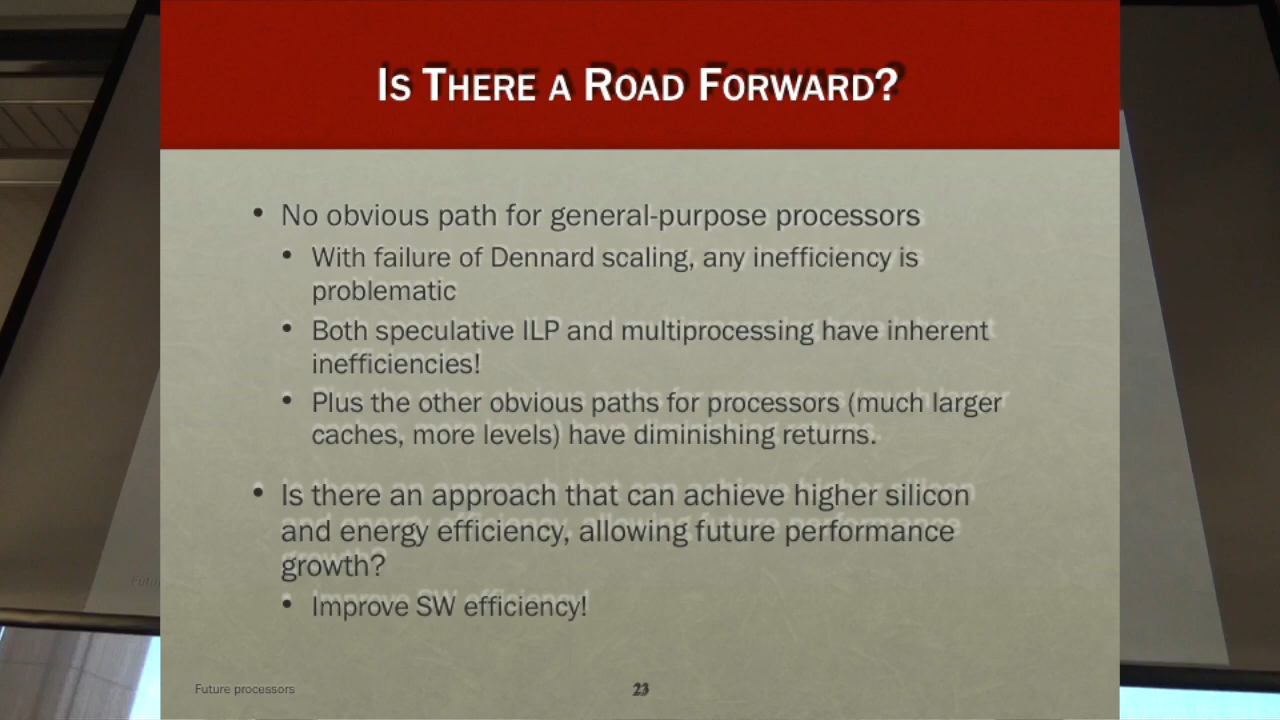 IS THERE A ROAD FORWARD?
• No obvious path for general-purpose processors
• With failure of Dennard scaling, any inefficiency is
problematic
• Both speculative ILP and multiprocessing have inherent
inefficiencies!
• Plus the other obvious paths for processors (much larger
caches, more levels) have diminishing returns.
• Is there an approach that can achieve higher silicon
and energy efficiency, allowing future performance
growth?
• Improve SW efficiency!
Future processors